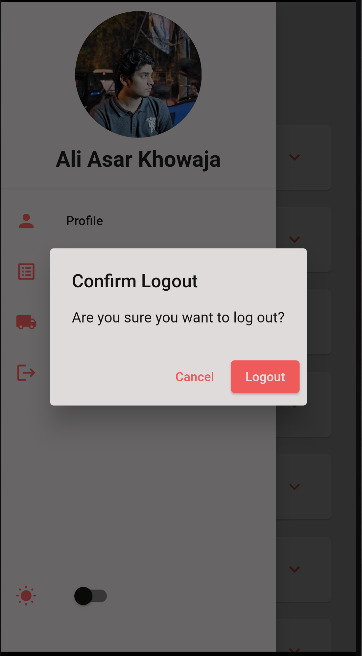 Ali Asar Khowaja
Profile
Confirm Logout
Are you sure you want to log out?
Cancel
Logout